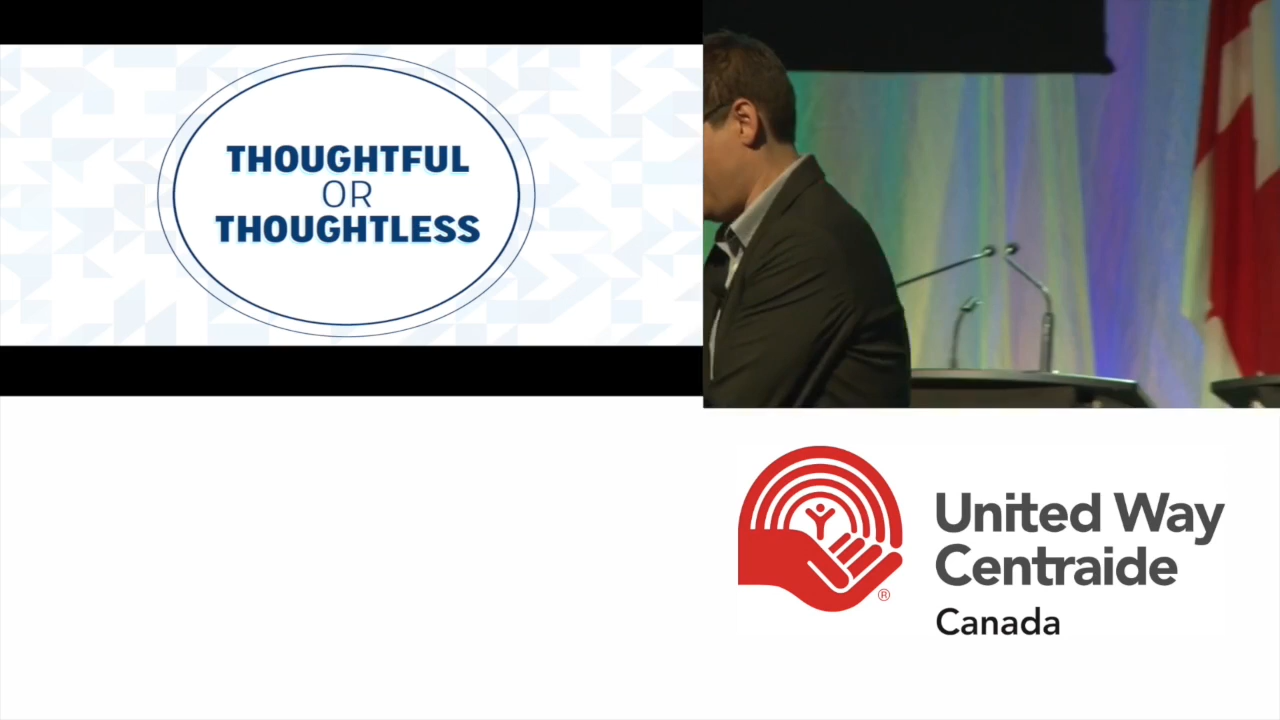 THOUGHTFUL
OR
THOUGHTLESS
United Way
Centraide
Canada
®